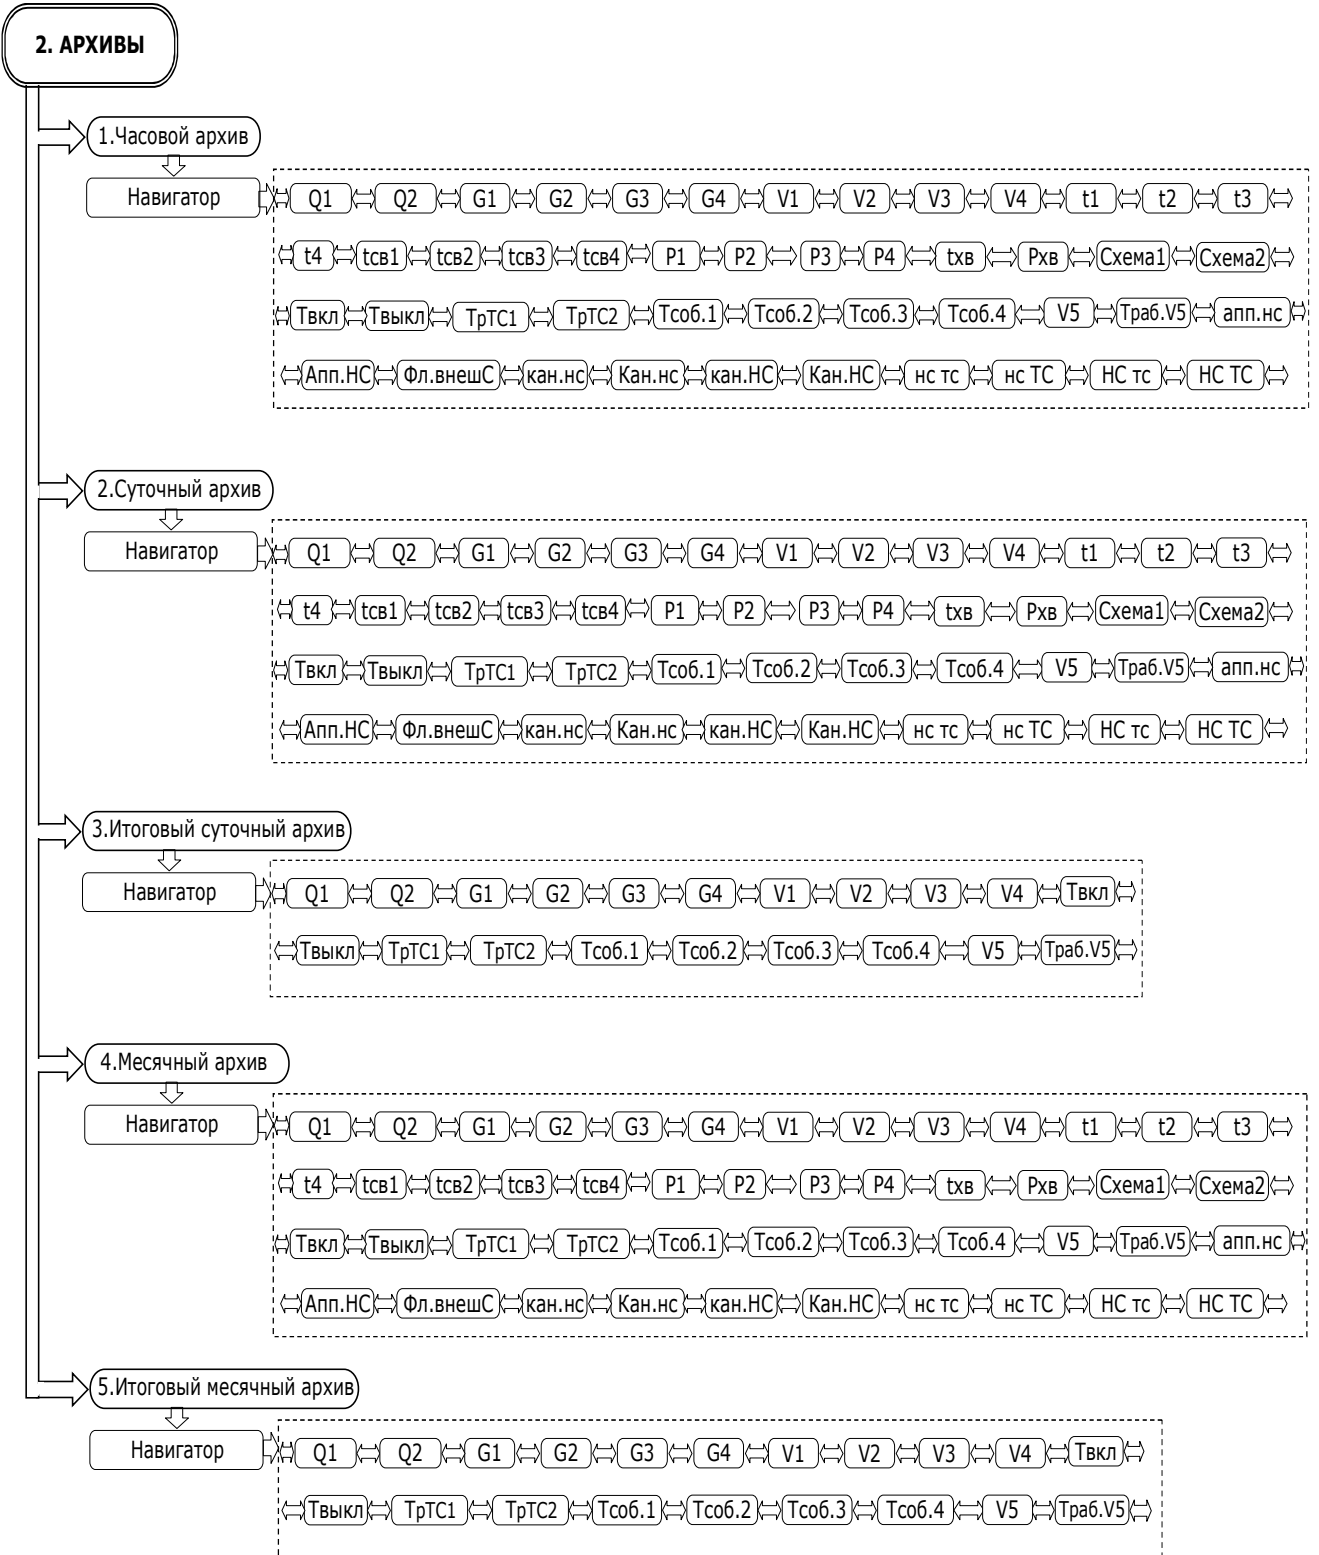 2. АРХИВЫ
1.Часовой архив
Навигатор Q1 Q2 G1 G2 G3 G4 V1 V2 V3 V4 t1 t2 t3
t4 tсв1 tсв2 tсв3 tсв4 P1 P2 P3 P4 tхв Pхв Схема1 Схема2
Твкл Твыкл ТрТС1 ТрТС2 Тсоб.1 Тсоб.2 Тсоб.3 Тсоб.4 V5 Траб.V5 апп.нс
Апп.НС Фл.внешС кан.нс Кан.нс кан.НС Кан.НС нс тс нс ТС НС тс НС ТС
2.Суточный архив
Навигатор Q1 Q2 G1 G2 G3 G4 V1 V2 V3 V4 t1 t2 t3
t4 tсв1 tсв2 tсв3 tсв4 P1 P2 P3 P4 tхв Pхв Схема1 Схема2
Твкл Твыкл ТрТС1 ТрТС2 Тсоб.1 Тсоб.2 Тсоб.3 Тсоб.4 V5 Траб.V5 апп.нс
Апп.НС Фл.внешС кан.нс Кан.нс кан.НС Кан.НС нс тс нс ТС НС тс НС ТС
3.Итоговый суточный архив
Навигатор Q1 Q2 G1 G2 G3 G4 V1 V2 V3 V4 Твкл
Твыкл ТрТС1 ТрТС2 Тсоб.1 Тсоб.2 Тсоб.3 Тсоб.4 V5 Траб.V5
4.Месячный архив
Навигатор Q1 Q2 G1 G2 G3 G4 V1 V2 V3 V4 t1 t2 t3
t4 tсв1 tсв2 tсв3 tсв4 P1 P2 P3 P4 tхв Pхв Схема1 Схема2
Твкл Твыкл ТрТС1 ТрТС2 Тсоб.1 Тсоб.2 Тсоб.3 Тсоб.4 V5 Траб.V5 апп.нс
Апп.НС Фл.внешС кан.нс Кан.нс кан.НС Кан.НС нс тс нс ТС НС тс НС ТС
5.Итоговый месячный архив
Навигатор Q1 Q2 G1 G2 G3 G4 V1 V2 V3 V4 Твкл
Твыкл ТрТС1 ТрТС2 Тсоб.1 Тсоб.2 Тсоб.3 Тсоб.4 V5 Траб.V5